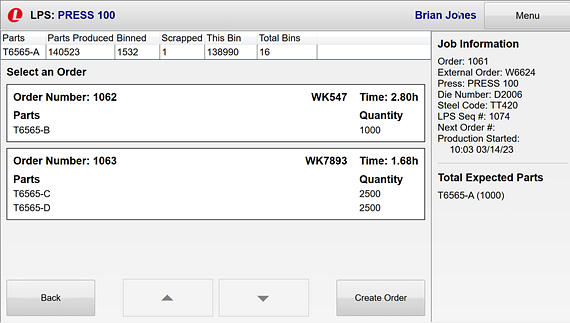 LPS: PRESS 100
Brian Jones
Menu
Parts Parts Produced Binned Scrapped This Bin Total Bins
T6565-A 140523 1532 1 138990 16
Select an Order
Order Number: 1062 WK547 Time: 2.80h
Parts Quantity
T6565-B 1000
Order Number: 1063 WK7893 Time: 1.68h
Parts Quantity
T6565-C 2500
T6565-D 2500
Back
Create Order
Job Information
Order: 1061
External Order: W6624
Press: PRESS 100
Die Number: D2006
Steel Code: TT420
LPS Seq #: 1074
Next Order #:
Production Started:
10:03 03/14/23
Total Expected Parts
T6565-A (1000)